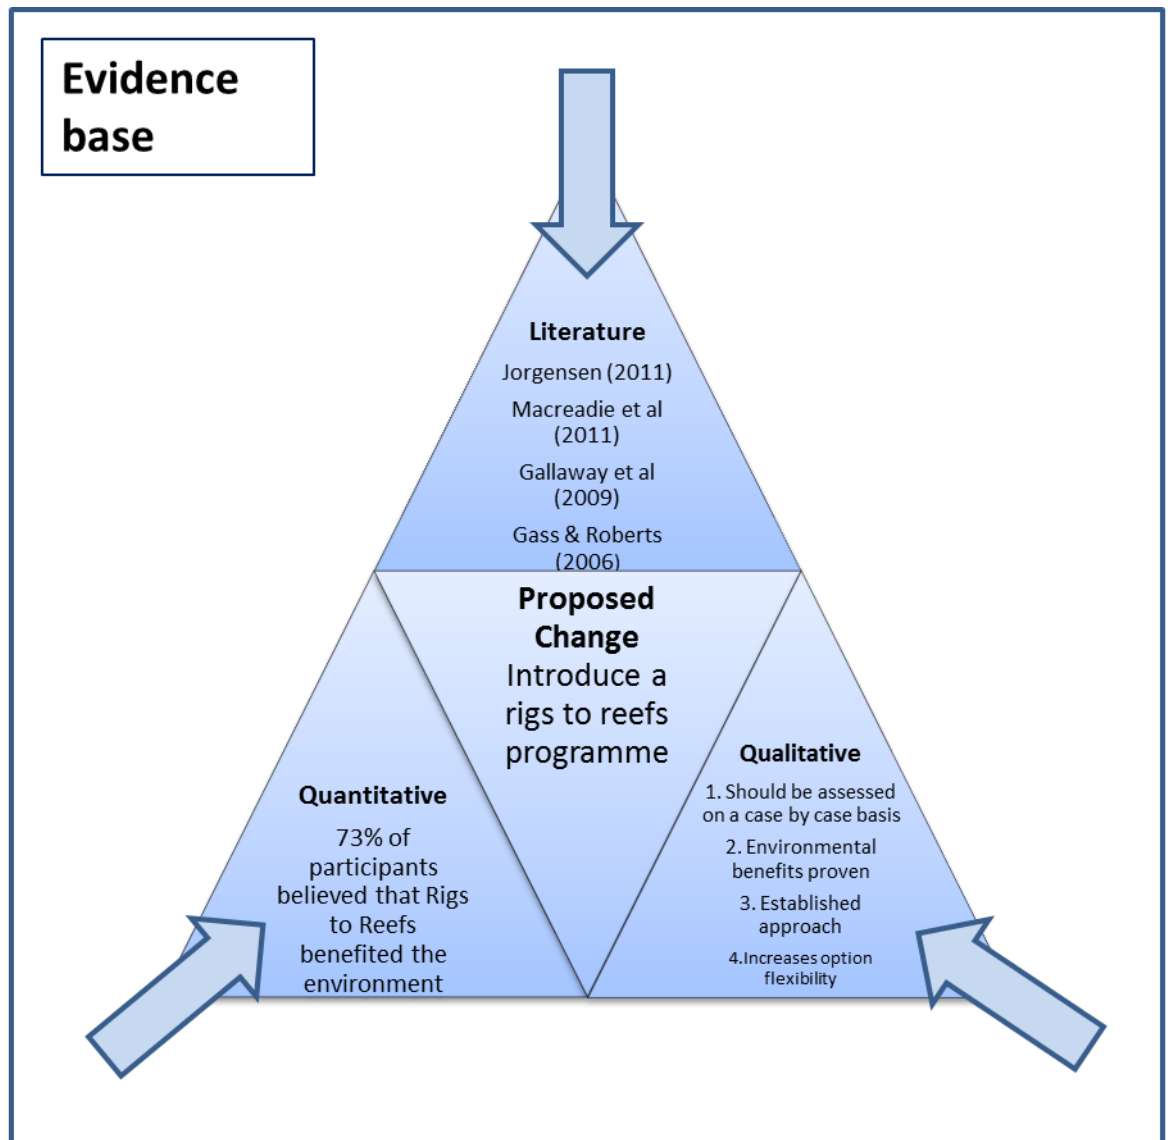 Evidence
base
Literature
Jorgensen (2011)
Macreadie et al
(2011)
Gallaway et al
(2009)
Gass & Roberts
(2006)
Proposed
Change
Introduce a
rigs to reefs
programme
Quantitative
73% of
participants
believed that Rigs
to Reefs
benefited the
environment
Qualitative
1. Should be assessed
on a case by case basis
2. Environmental
benefits proven
3. Established
approach
4.Increases option
flexibility